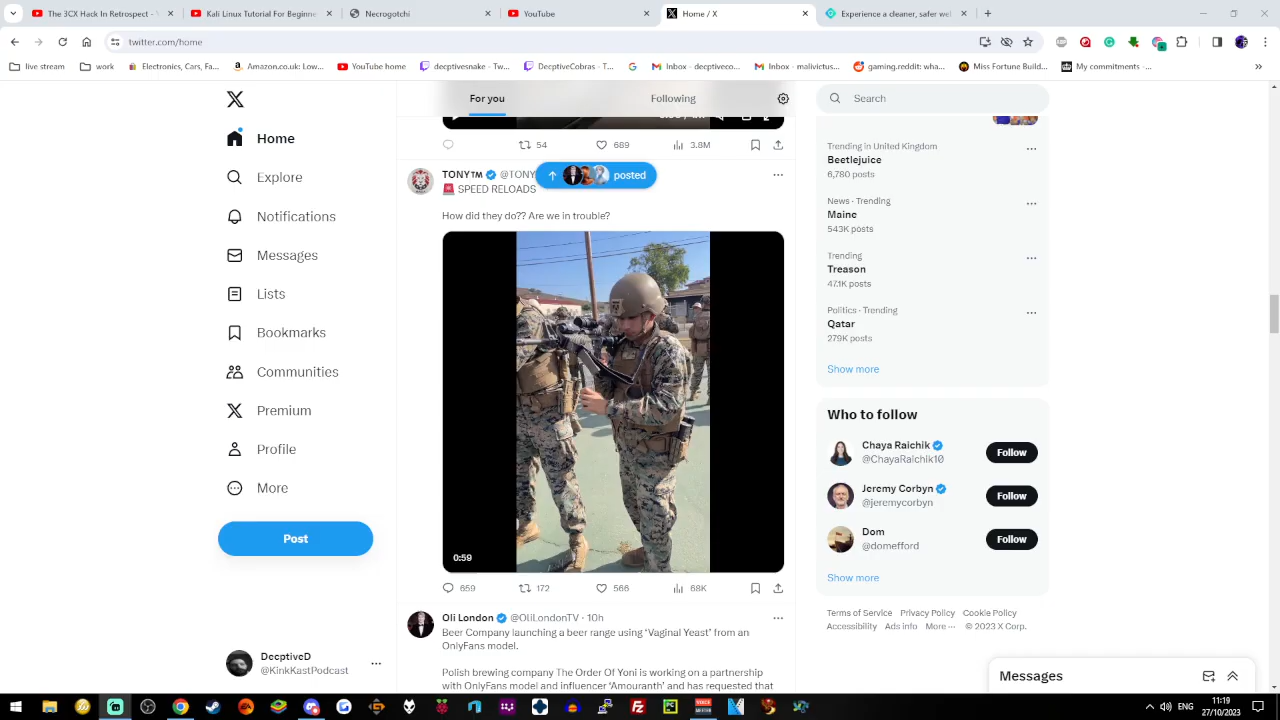 The SCCP Hack In Retrospect -
Kali Linux Tutorial For Beginne
Necrogotchi
YouTube
Home / X
Experience a cleaner, safer wel
twitter.com/home
live stream
work
Electronics, Cars, Fa...
Amazon.co.uk: Low...
YouTube home
decptivesnake - Tw...
DecptiveCobras - T...
Inbox - decptiveco...
Inbox - malivictus...
gaming.reddit: wha...
Miss Fortune Build...
My commitments -...
Home
Explore
Notifications
Messages
Lists
Bookmarks
Communities
Premium
Profile
More
Post
DecptiveD
@KinkKastPodcast
For you
Following
54
689
3.8M
TONY™ @TONY
posted
SPEED RELOADS
How did they do?? Are we in trouble?
0:59
659
172
566
68K
Oli London @OliLondonTV · 10h
Beer Company launching a beer range using ‘Vaginal Yeast’ from an
OnlyFans model.
Polish brewing company The Order Of Yoni is working on a partnership
with OnlyFans model and influencer ‘Amouranth’ and has requested that
Search
Trending in United Kingdom
Beetlejuice
6,780 posts
News · Trending
Maine
543K posts
Trending
Treason
47.1K posts
Politics · Trending
Qatar
279K posts
Show more
Who to follow
Chaya Raichik
@ChayaRaichik10
Follow
Jeremy Corbyn
@jeremycorbyn
Follow
Dom
@domefford
Follow
Show more
Terms of Service Privacy Policy Cookie Policy
Accessibility Ads info More ··· © 2023 X Corp.
Messages
ENG
11:19
27/10/2023